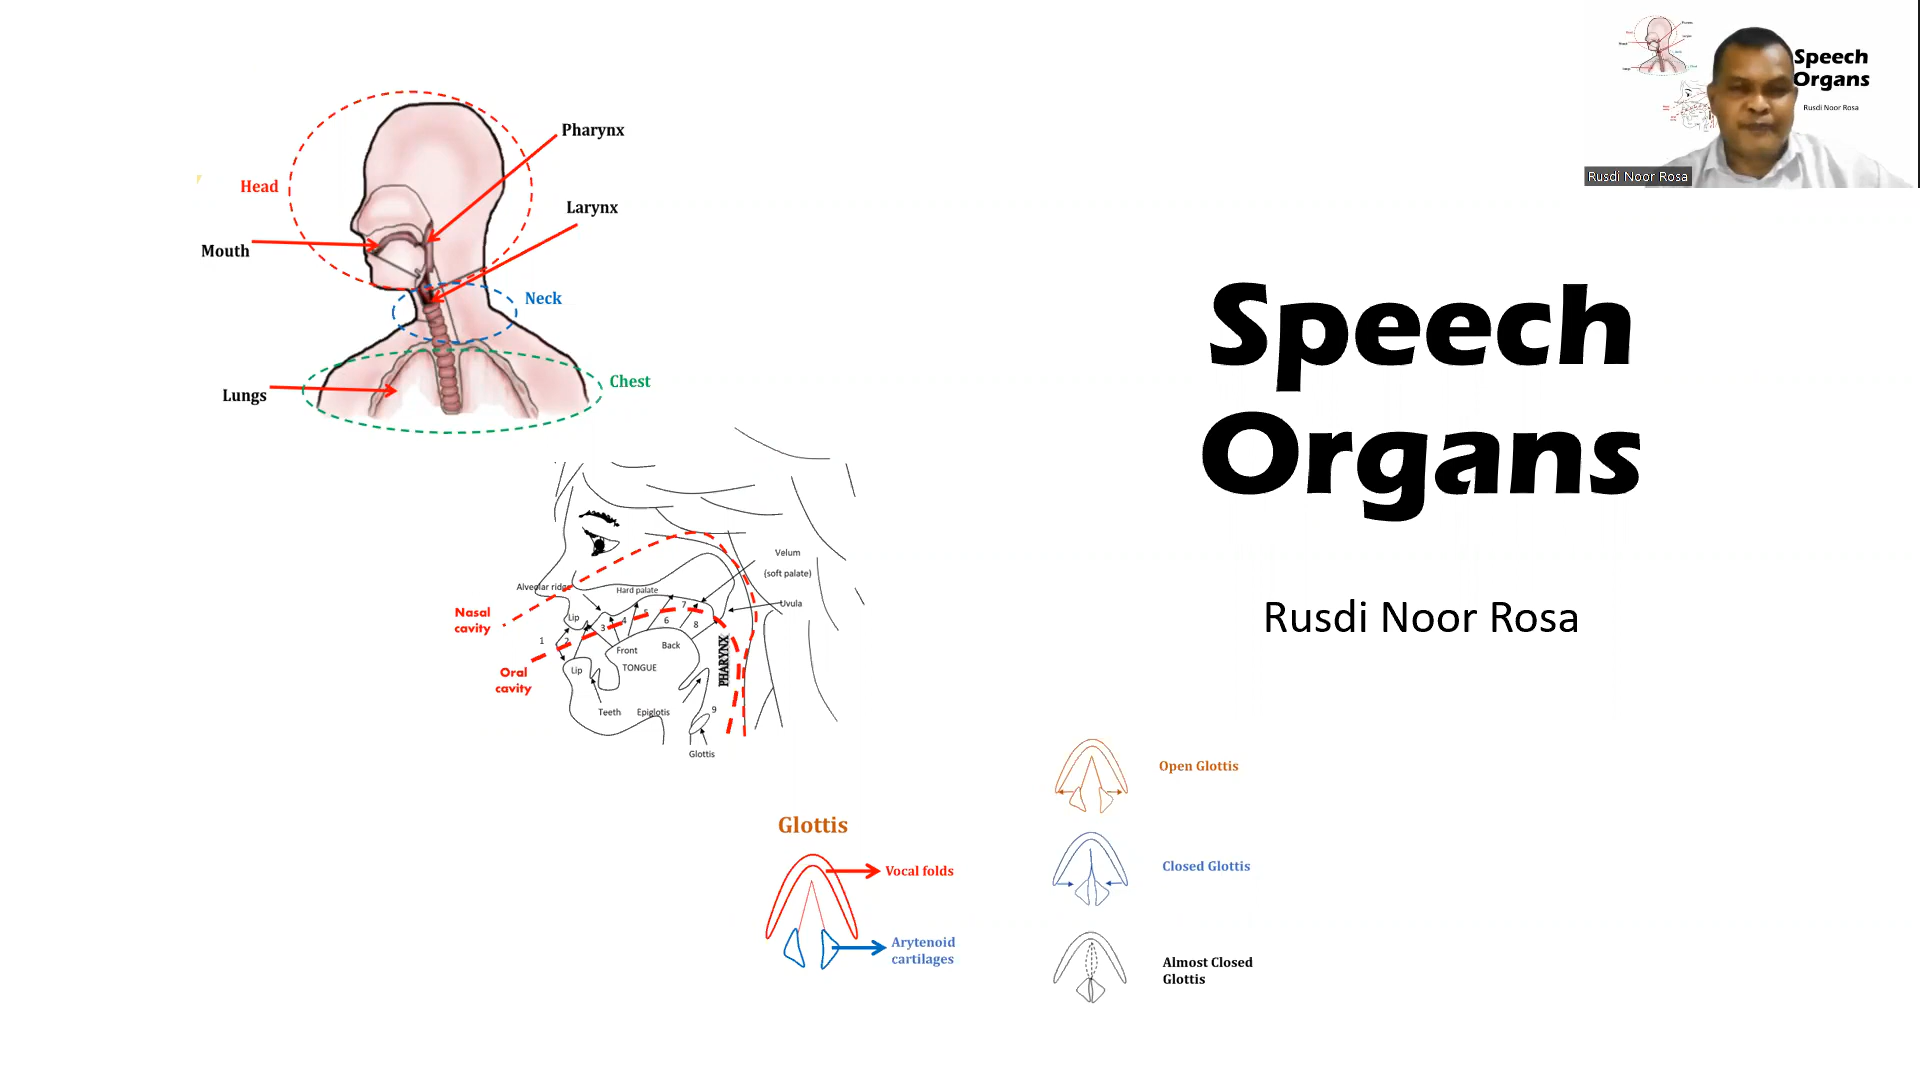 Pharynx
Head
Larynx
Mouth
Neck
Chest
Lungs
Speech
Organs
Rusdi Noor Rosa
Speech
Organs
Rusdi Noor Rosa
Rusdi Noor Rosa
Velum
(soft palate)
Alveolar ridge
Hard palate
Uvula
Nasal
cavity
Lip
1
2
3
4
5
6
7
8
Front
Back
TONGUE
PHARYNX
Oral
cavity
Lip
Teeth
Epiglotis
9
Glottis
Glottis
Vocal folds
Arytenoid
cartilages
Open Glottis
Closed Glottis
Almost Closed
Glottis